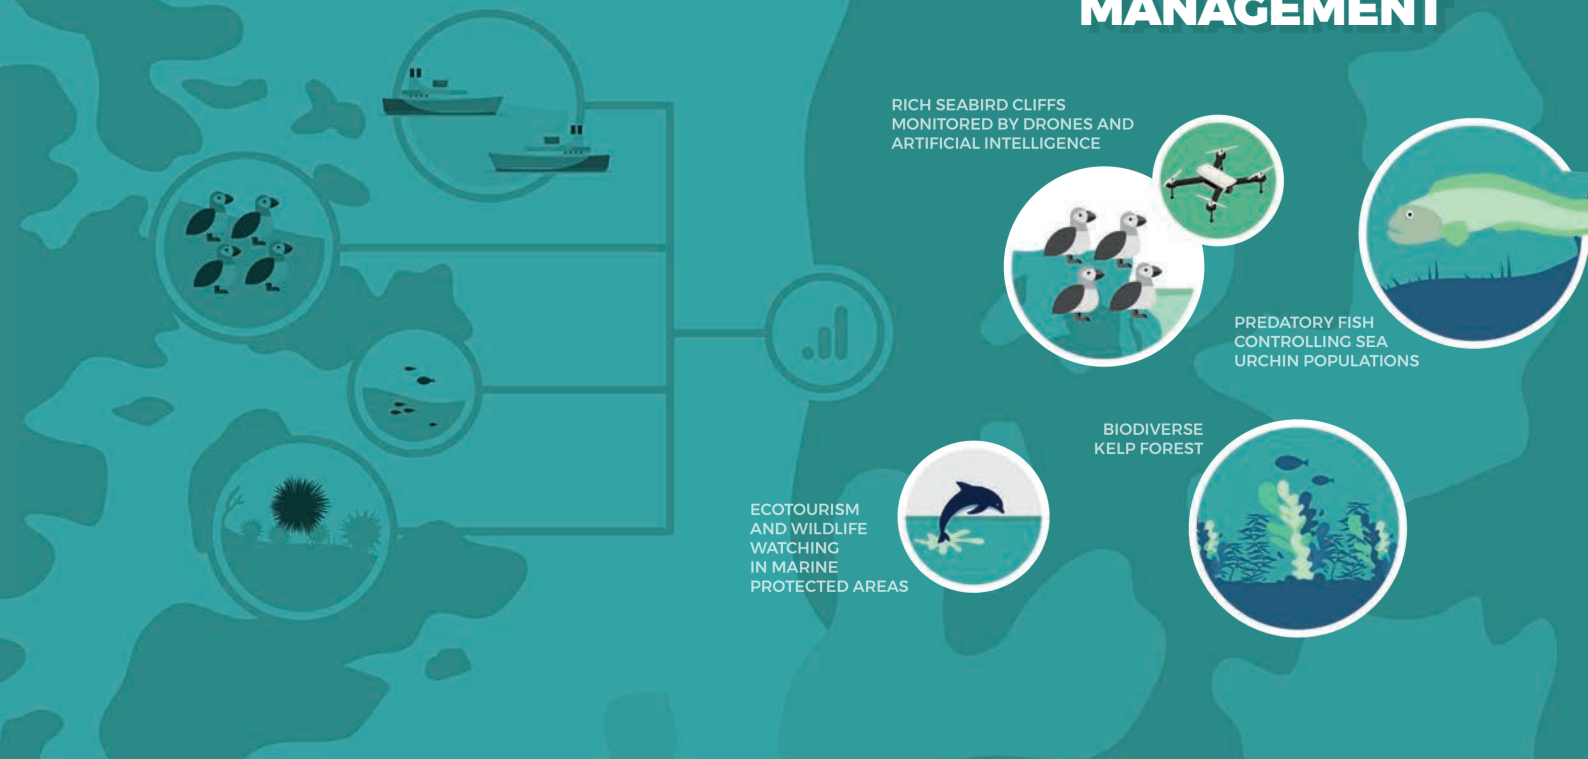 MANAGEMENT
RICH SEABIRD CLIFFS
MONITORED BY DRONES AND
ARTIFICIAL INTELLIGENCE
PREDATORY FISH
CONTROLLING SEA
URCHIN POPULATIONS
BIODIVERSE
KELP FOREST
ECOTOURISM
AND WILDLIFE
WATCHING
IN MARINE
PROTECTED AREAS